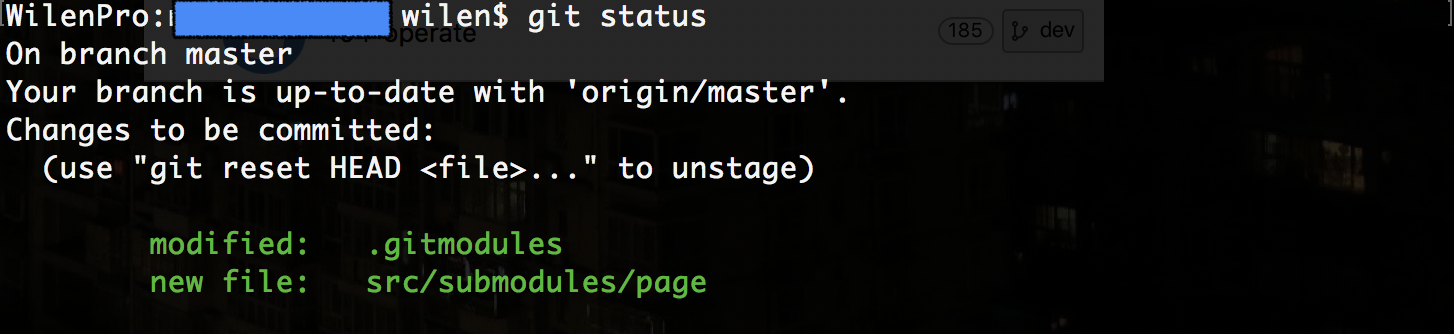 WilenPro: wilen$ git status
operate
185
dev
On branch master
Your branch is up-to-date with 'origin/master'.
Changes to be committed:
(use "git reset HEAD <file>..." to unstage)
modified: .gitmodules
new file: src/submodules/page